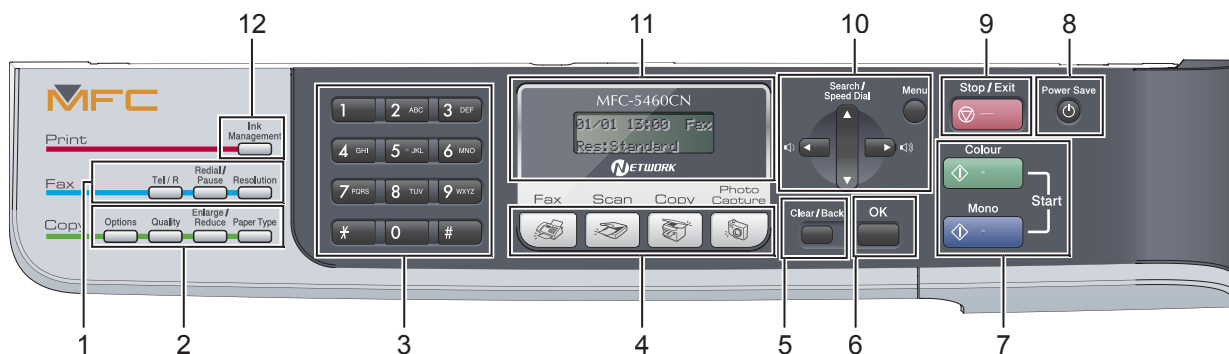 12
11
10
9
8
MFC
Print
Ink
Management
Fax
Tel / R
Redial /
Pause
Resolution
Copy
Options
Quality
Enlarge /
Reduce
Paper Type
1
2 ABC
3 DEF
4 GHI
5 - JKL
6 MNO
7 PQRS
8 TUV
9 WXYZ
*
0
#
MFC-5460CN
01/01 13:00 Fax
Res:Standard
NETWORK
Fax
Scan
Copy
Photo
Capture
Search /
Speed Dial
Menu
Clear / Back
OK
Stop / Exit
Power Save
Colour
Mono
Start
1
2
3
4
5
6
7